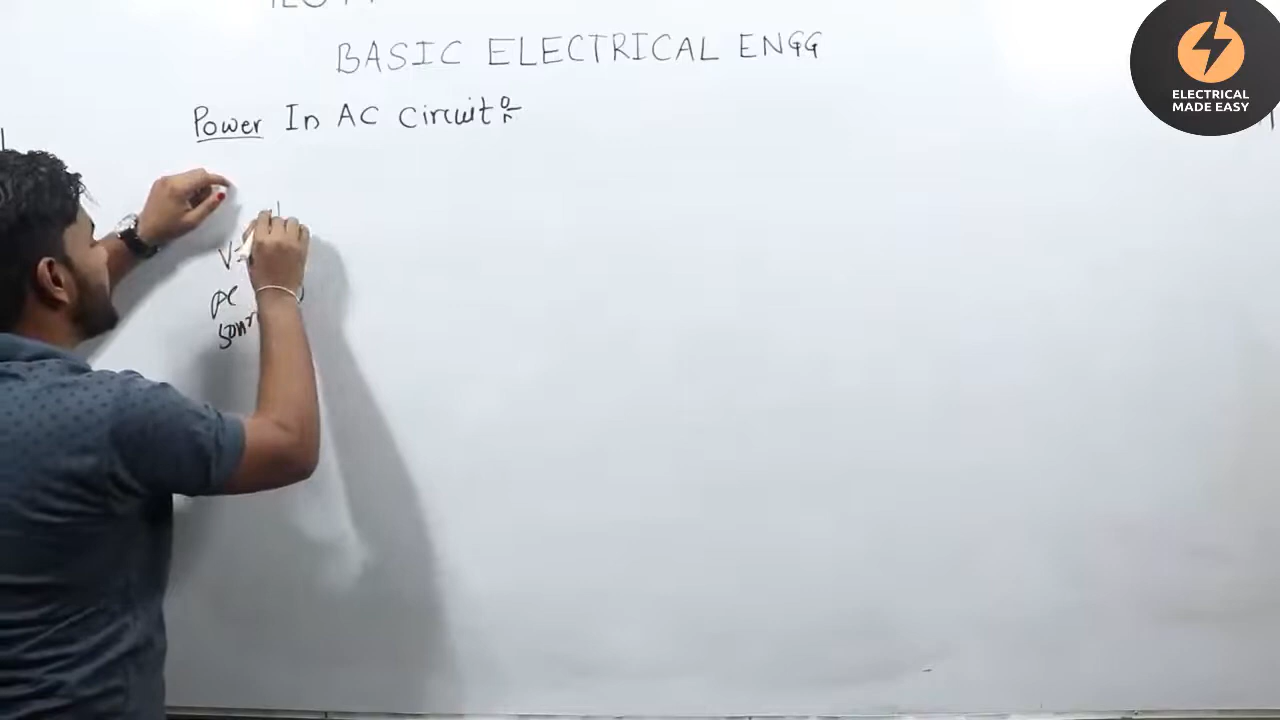 BASIC ELECTRICAL ENGG
Power In AC Circuit
V=
ELECTRICAL
MADE EASY